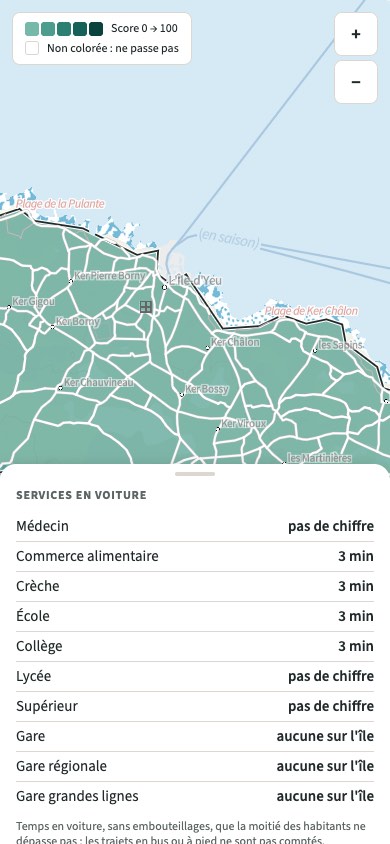 Score 0 → 100
Non colorée : ne passe pas
+
−
Plage de la Pulante
(en saison)
Ker Pierre Borny
L'Île-d'Yeu
Ker Gigou
Plage de Ker Châlon
Ker Borny
Ker Châlon
les Sapins
Ker Chauvineau
Ker Bossy
Ker Viroux
les Martinières
SERVICES EN VOITURE
Médecin pas de chiffre
Commerce alimentaire 3 min
Crèche 3 min
École 3 min
Collège 3 min
Lycée pas de chiffre
Supérieur pas de chiffre
Gare aucune sur l'île
Gare régionale aucune sur l'île
Gare grandes lignes aucune sur l'île
Temps en voiture, sans embouteillages, que la moitié des habitants ne
dépasse pas : les trajets en bus ou à pied ne sont pas comptés.